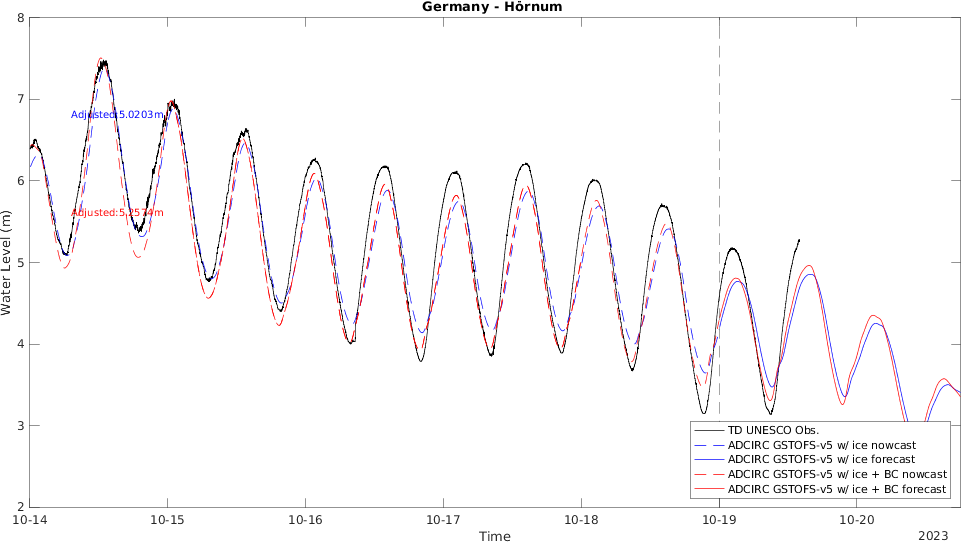 Germany - Hörnum
8
7
6
5
4
3
2
Water Level (m)
Adjusted:5.0203m
Adjusted:5.2574m
TD UNESCO Obs.
ADCIRC GSTOFS-v5 w/ ice nowcast
ADCIRC GSTOFS-v5 w/ ice forecast
ADCIRC GSTOFS-v5 w/ ice + BC nowcast
ADCIRC GSTOFS-v5 w/ ice + BC forecast
10-14 10-15 10-16 10-17 10-18 10-19 10-20
Time
2023